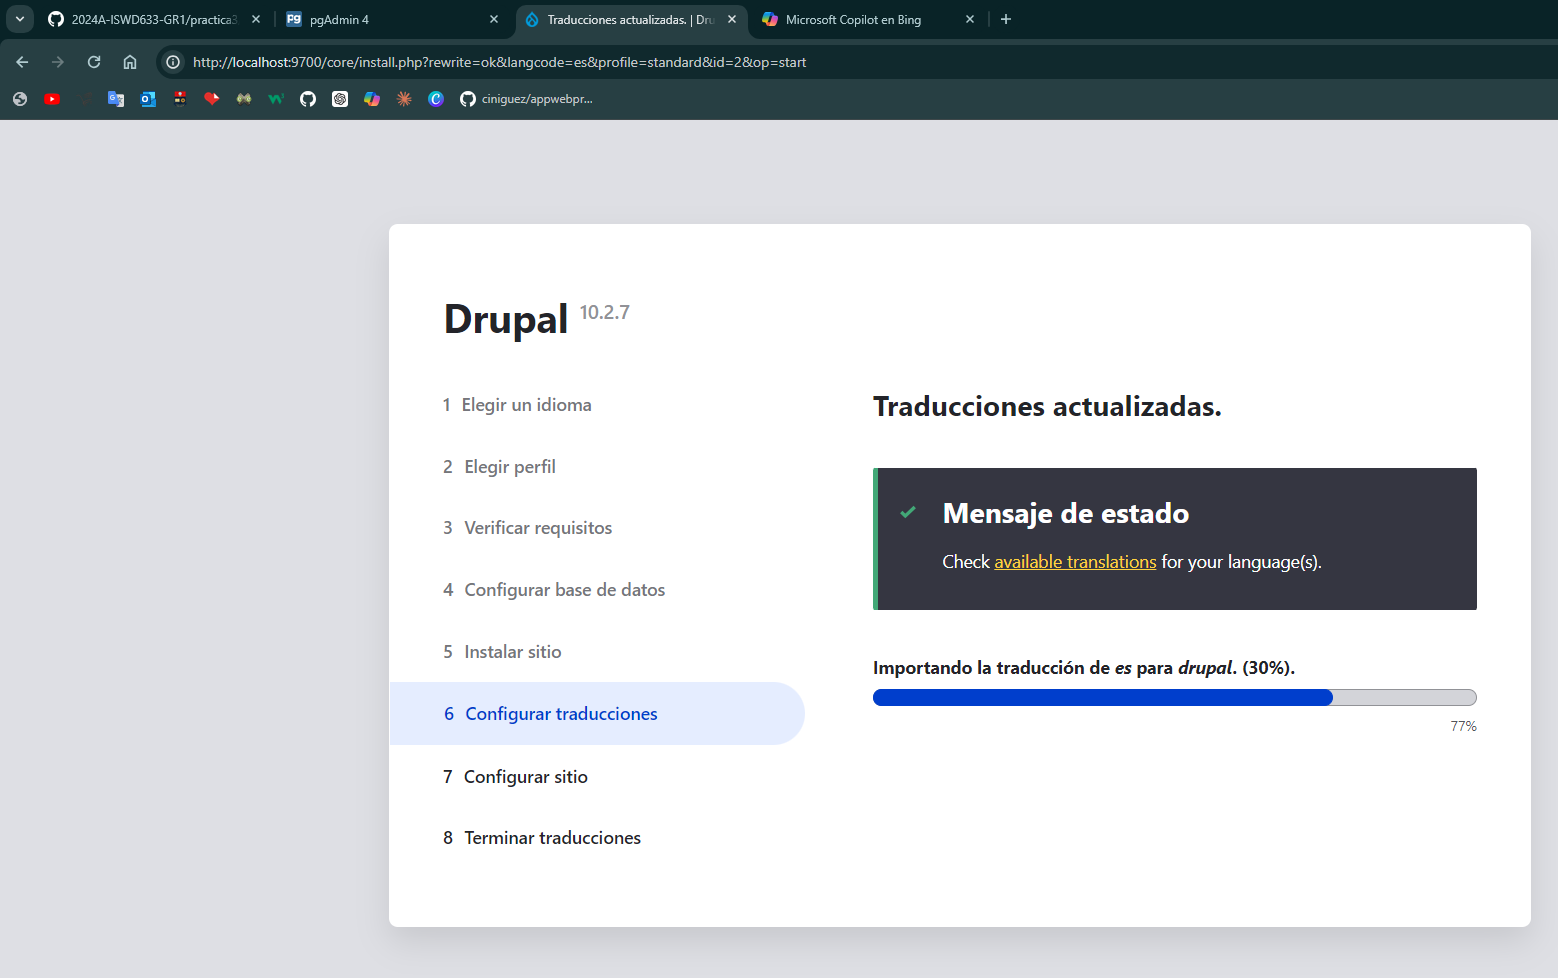 2024A-ISWD633-GR1/practica3
pgAdmin 4
Traducciones actualizadas. | Dru
Microsoft Copilot en Bing
http://localhost:9700/core/install.php?rewrite=ok&langcode=es&profile=standard&id=2&op=start
ciniguez/appwebpr...
Drupal 10.2.7
1 Elegir un idioma
2 Elegir perfil
3 Verificar requisitos
4 Configurar base de datos
5 Instalar sitio
6 Configurar traducciones
7 Configurar sitio
8 Terminar traducciones
Traducciones actualizadas.
Mensaje de estado
Check available translations for your language(s).
Importando la traducción de es para drupal. (30%).
77%